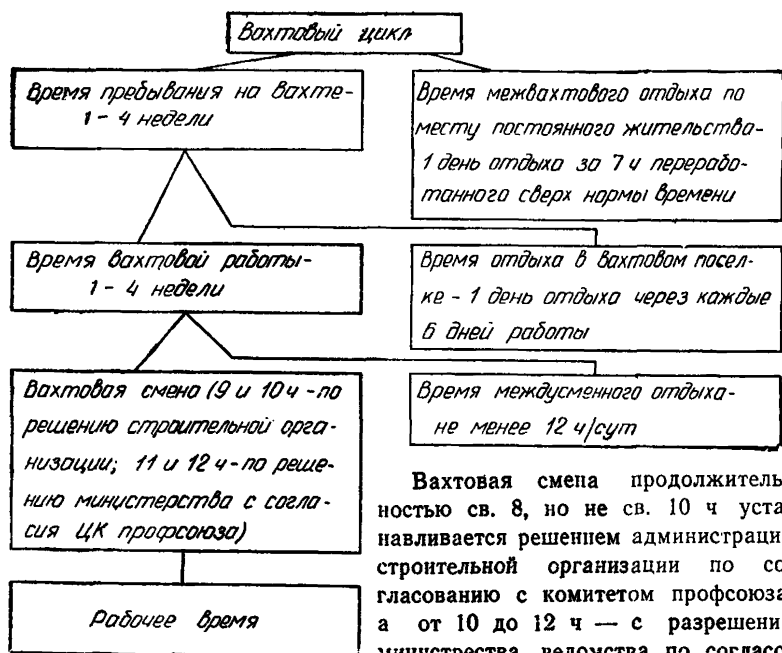 Вахтовый цикл
Время пребывания на вахте-
1 - 4 недели
Время межвахтового отдыха по
месту постоянного жительства-
1 день отдыха за 7 ч перерабо-
танного сверх нормы времени
Время вахтовой работы-
1 - 4 недели
Время отдыха в вахтовом посел-
ке - 1 день отдыха через каждые
6 дней работы
Вахтовая смена (9 и 10 ч - по
решению строительной орга-
низации; 11 и 12 ч - по реше-
нию министерства с согла-
сия ЦК профсоюза)
Время междусменного отдыха-
не менее 12 ч/сут
Рабочее время
Вахтовая смена продолжитель
ностью св. 8, но не св. 10 ч уста
навливается решением администраци
строительной организации по со
гласованию с комитетом профсоюза
а от 10 до 12 ч — с разрешени
министерства, ведомства по согласо